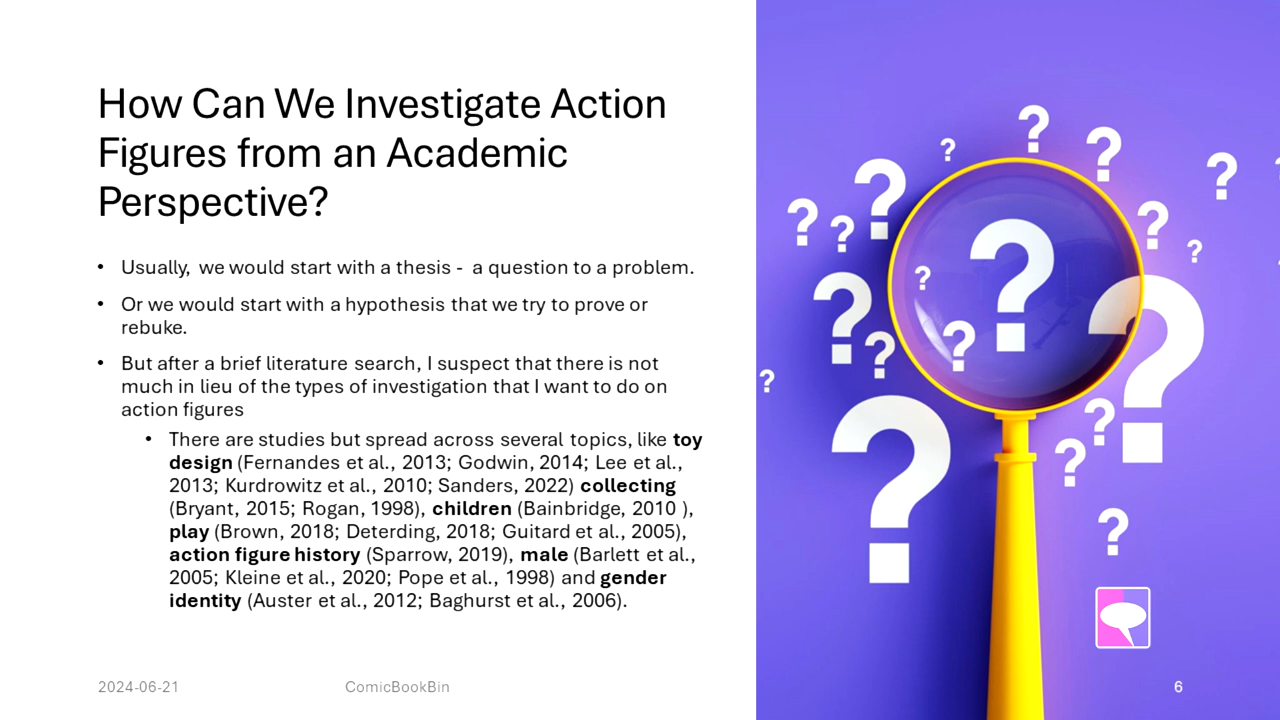 How Can We Investigate Action
Figures from an Academic
Perspective?
• Usually, we would start with a thesis - a question to a problem.
• Or we would start with a hypothesis that we try to prove or
rebuke.
• But after a brief literature search, I suspect that there is not
much in lieu of the types of investigation that I want to do on
action figures
• There are studies but spread across several topics, like toy
design (Fernandes et al., 2013; Godwin, 2014; Lee et al.,
2013; Kurdrowitz et al., 2010; Sanders, 2022) collecting
(Bryant, 2015; Rogan, 1998), children (Bainbridge, 2010 ),
play (Brown, 2018; Deterding, 2018; Guitard et al., 2005),
action figure history (Sparrow, 2019), male (Barlett et al.,
2005; Kleine et al., 2020; Pope et al., 1998) and gender
identity (Auster et al., 2012; Baghurst et al., 2006).
2024-06-21
ComicBookBin
6